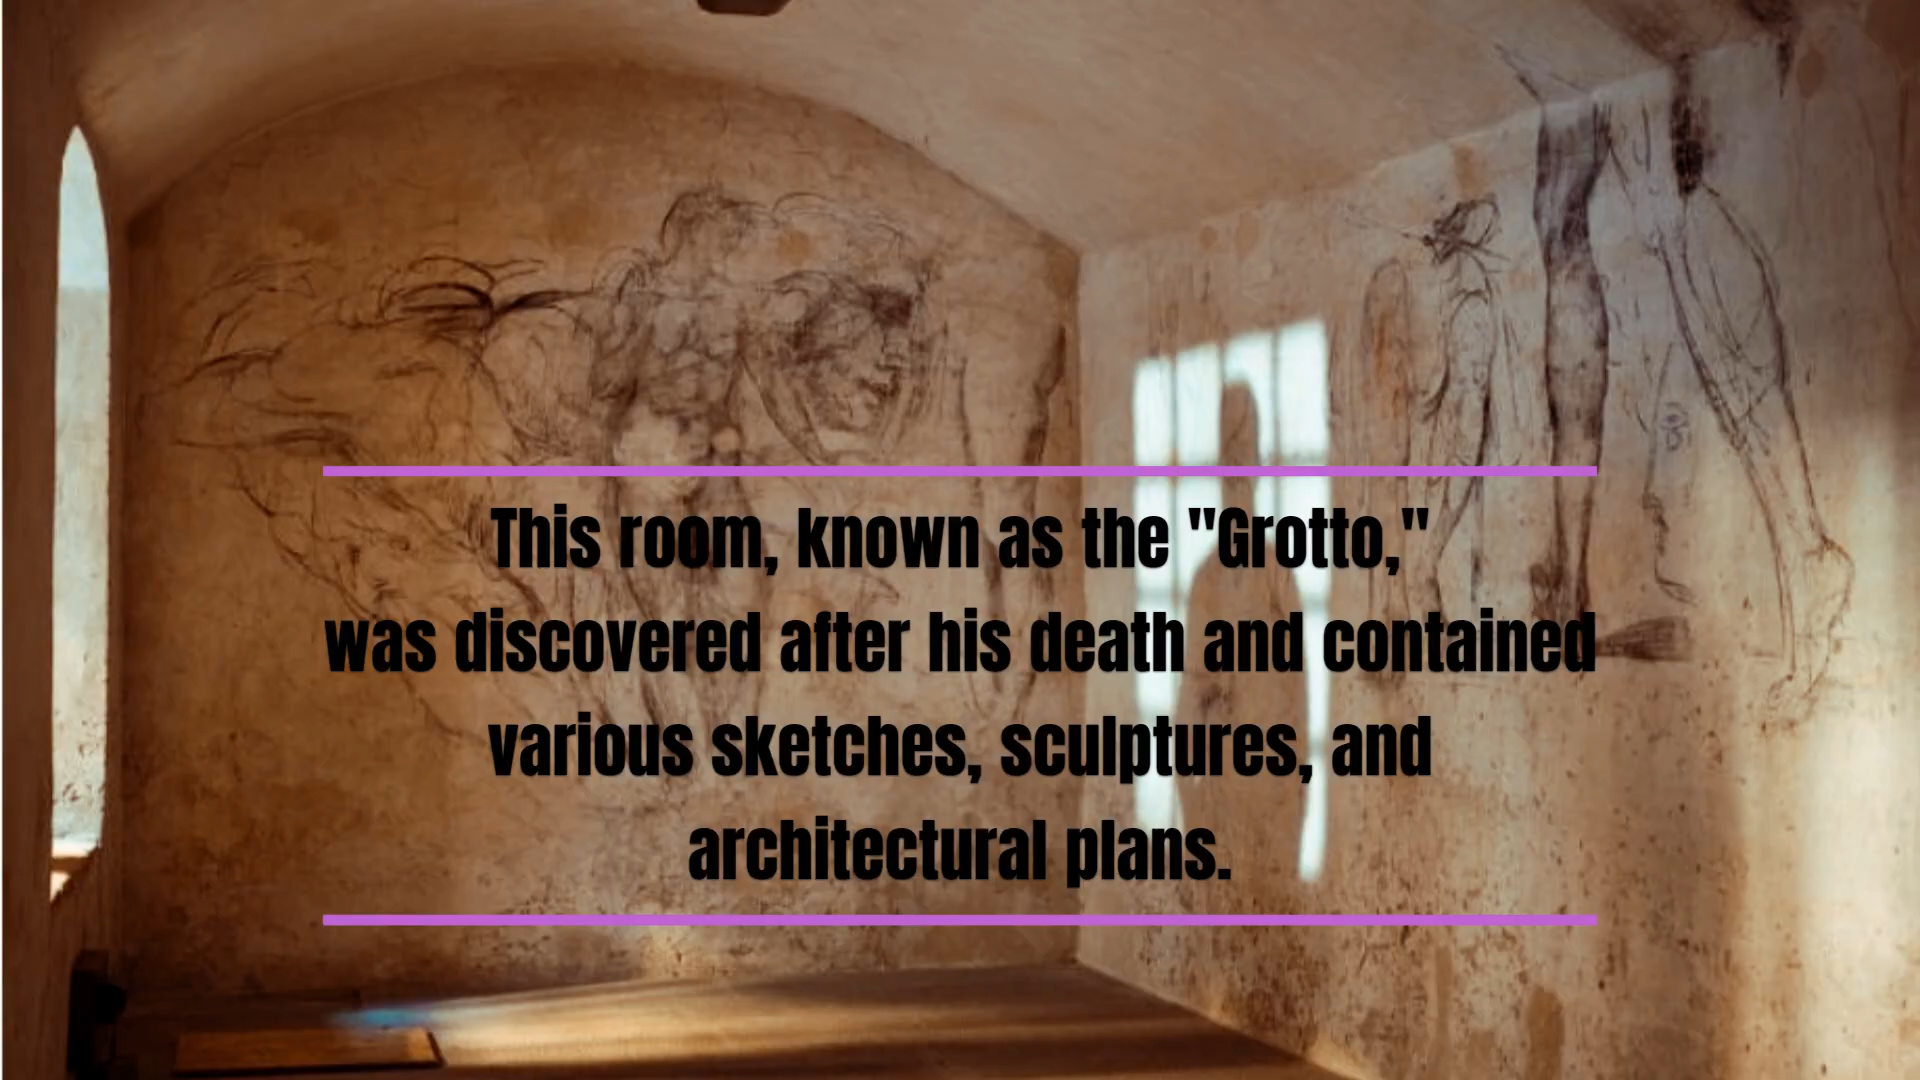 This room, known as the "Grotto,"
was discovered after his death and contained
various sketches, sculptures, and
architectural plans.